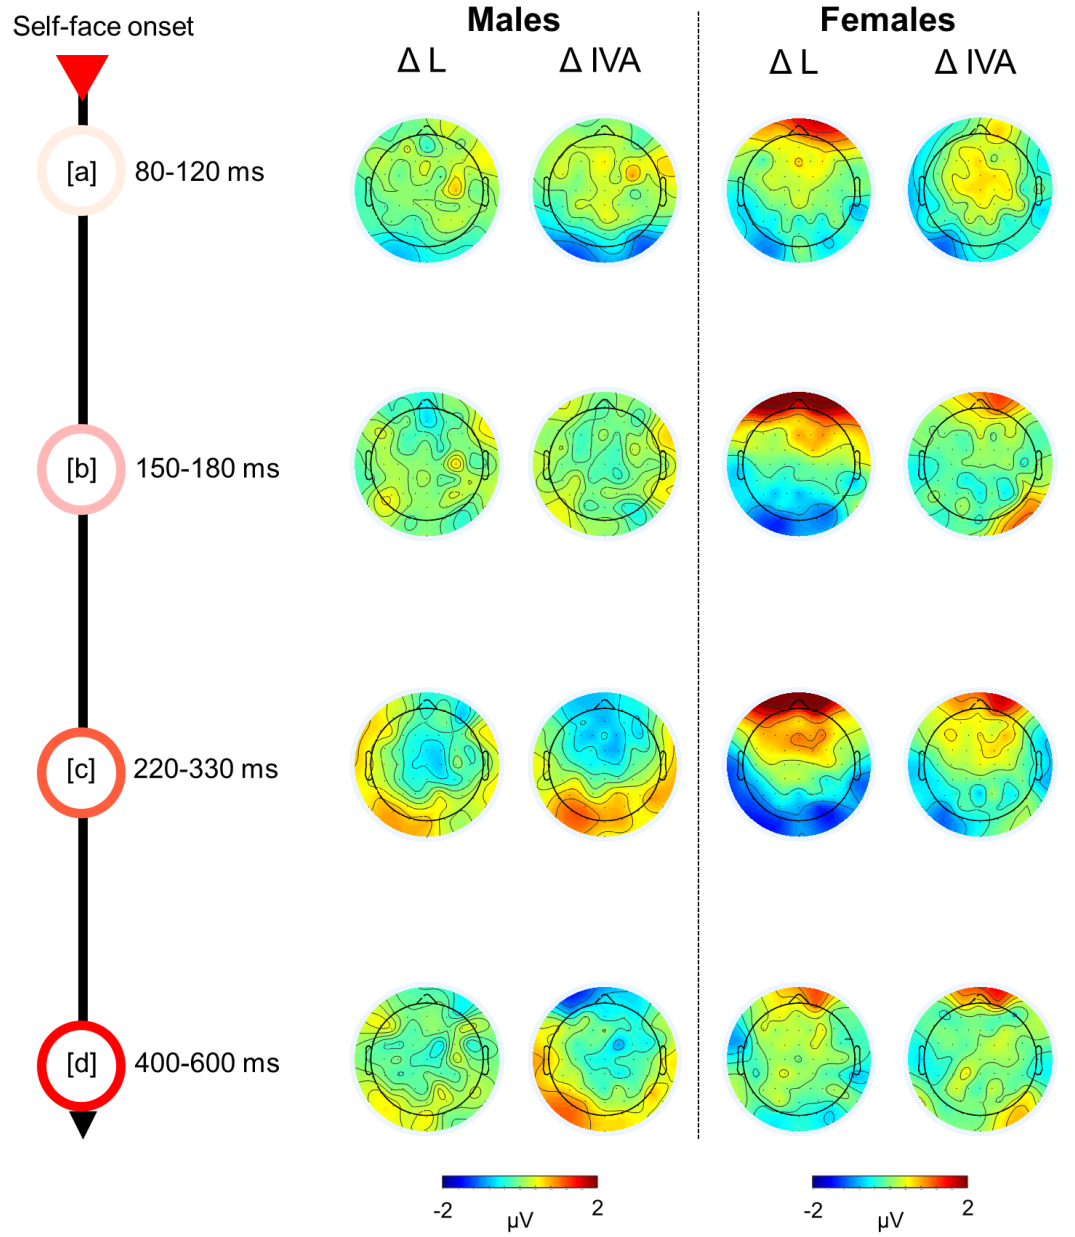 Self-face onset
Males
Females
Δ L
Δ IVA
Δ L
Δ IVA
[a]
80-120 ms
[b]
150-180 ms
[c]
220-330 ms
[d]
400-600 ms
-2
2
µV
-2
2
µV